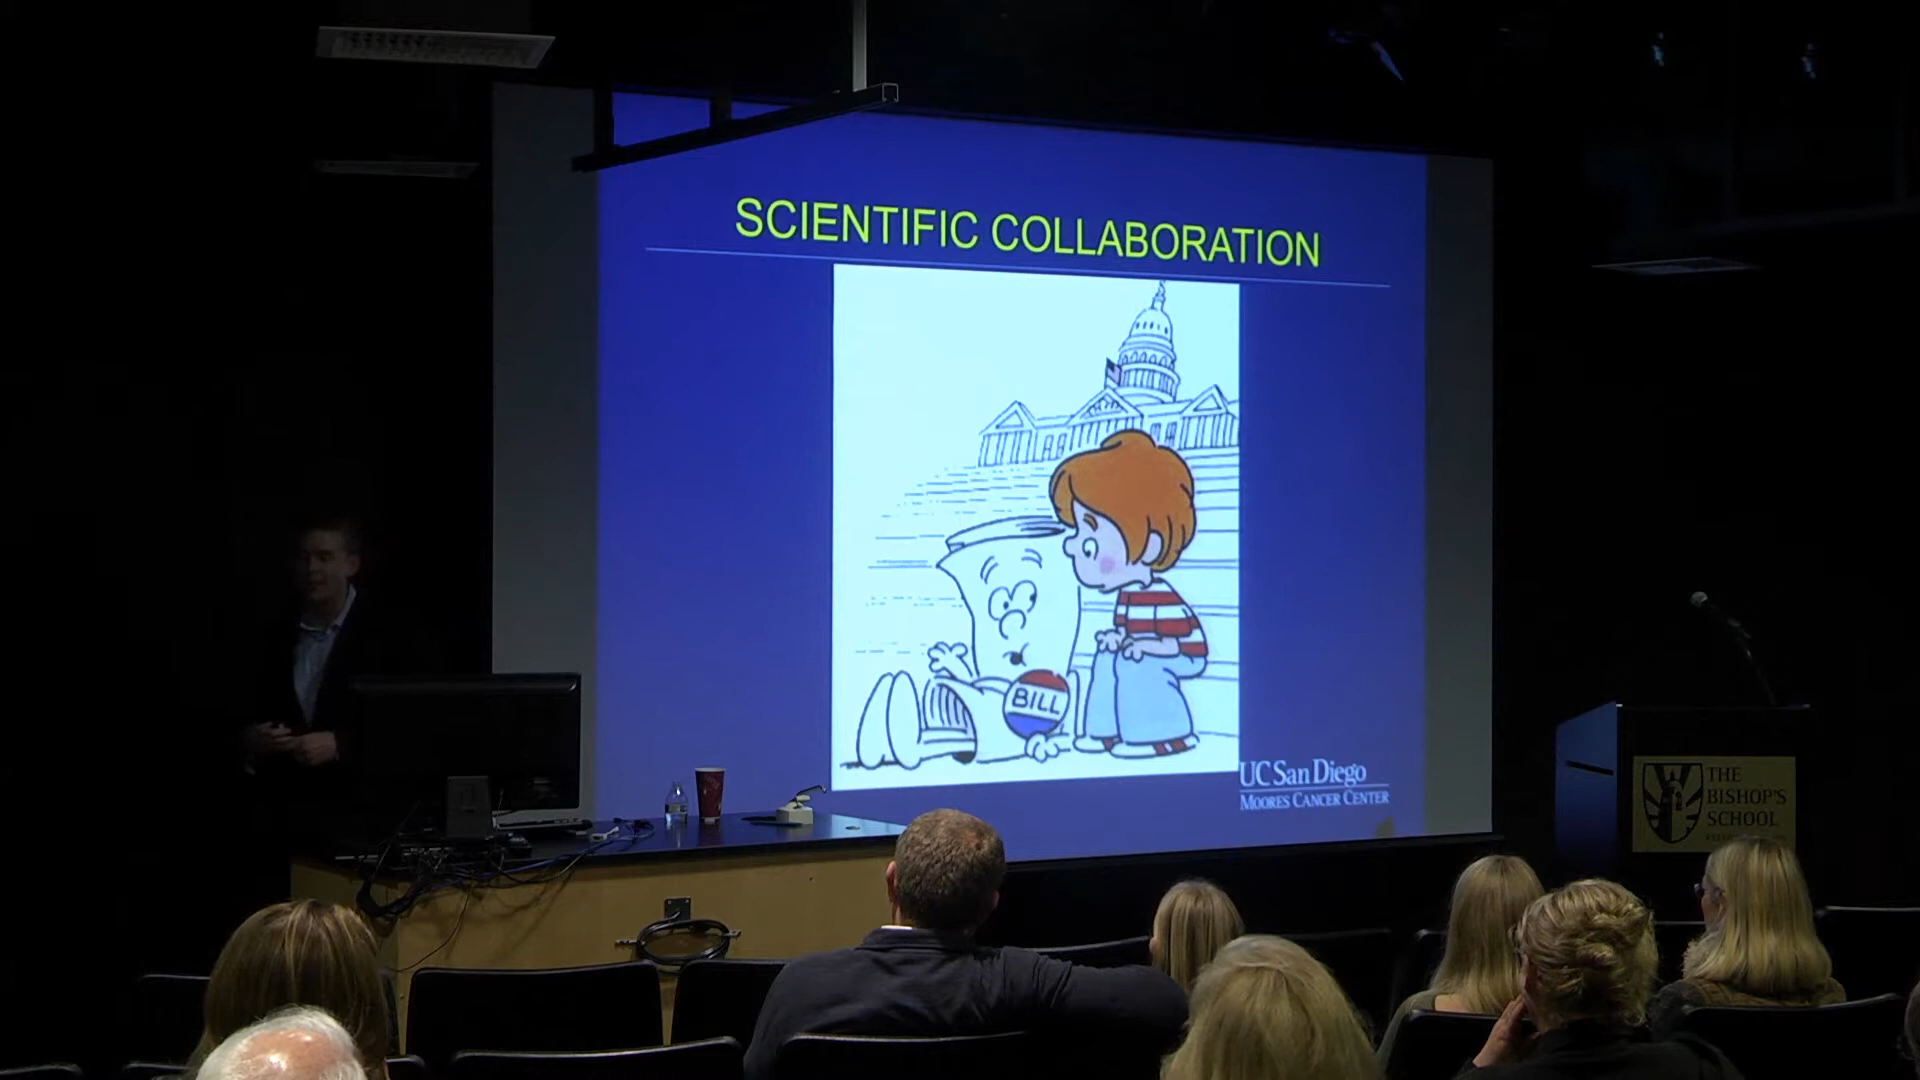 SCIENTIFIC COLLABORATION
BILL
UC San Diego
MOORES CANCER CENTER
THE
BISHOP'S
SCHOOL